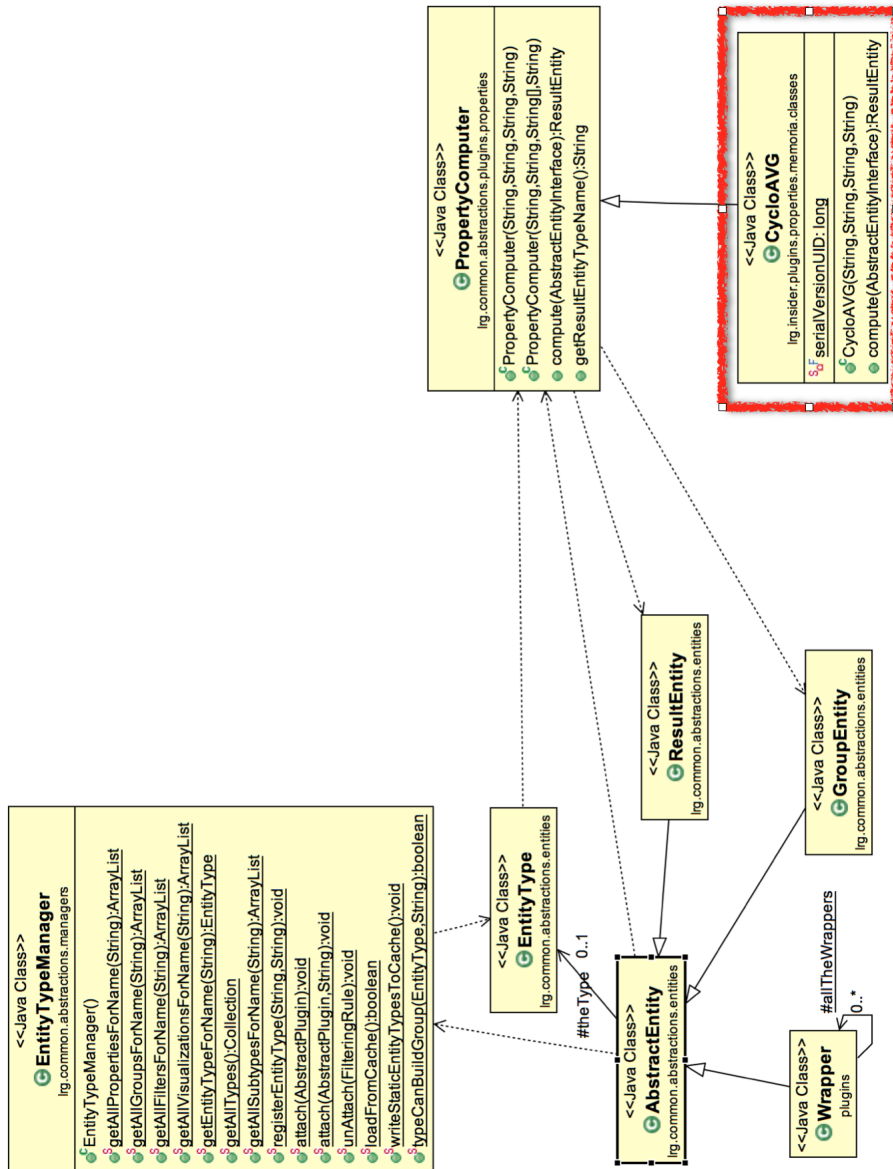 <<Java Class>>
EntityTypeManager
lrg.common.abstractions.managers
EntityTypeManager()
getAllPropertiesForName(String):ArrayList
getAllGroupsForName(String):ArrayList
getAllFiltersForName(String):ArrayList
getAllVisualizationsForName(String):ArrayList
getEntityTypeForName(String):EntityType
getAllTypes():Collection
getAllSubtypesForName(String):ArrayList
registerEntityType(String,String):void
attach(AbstractPlugin):void
attach(AbstractPlugin,String):void
unAttach(FilteringRule):void
loadFromCache():boolean
writeStaticEntityTypesToCache():void
typeCanBuildGroup(EntityType,String):boolean
<<Java Class>>
PropertyComputer
lrg.common.abstractions.plugins.properties
PropertyComputer(String,String,String,String)
PropertyComputer(String,String,String[],String)
compute(AbstractEntityInterface):ResultEntity
getResultEntityTypeName():String
<<Java Class>>
EntityType
lrg.common.abstractions.entities
#theType 0..1
<<Java Class>>
AbstractEntity
lrg.common.abstractions.entities
<<Java Class>>
ResultEntity
lrg.common.abstractions.entities
<<Java Class>>
CycloAVG
lrg.insider.plugins.properties.memoria.classes
serialVersionUID: long
CycloAVG(String,String,String,String)
compute(AbstractEntityInterface):ResultEntity
<<Java Class>>
Wrapper
plugins
#allTheWrappers
0..*
<<Java Class>>
GroupEntity
lrg.common.abstractions.entities